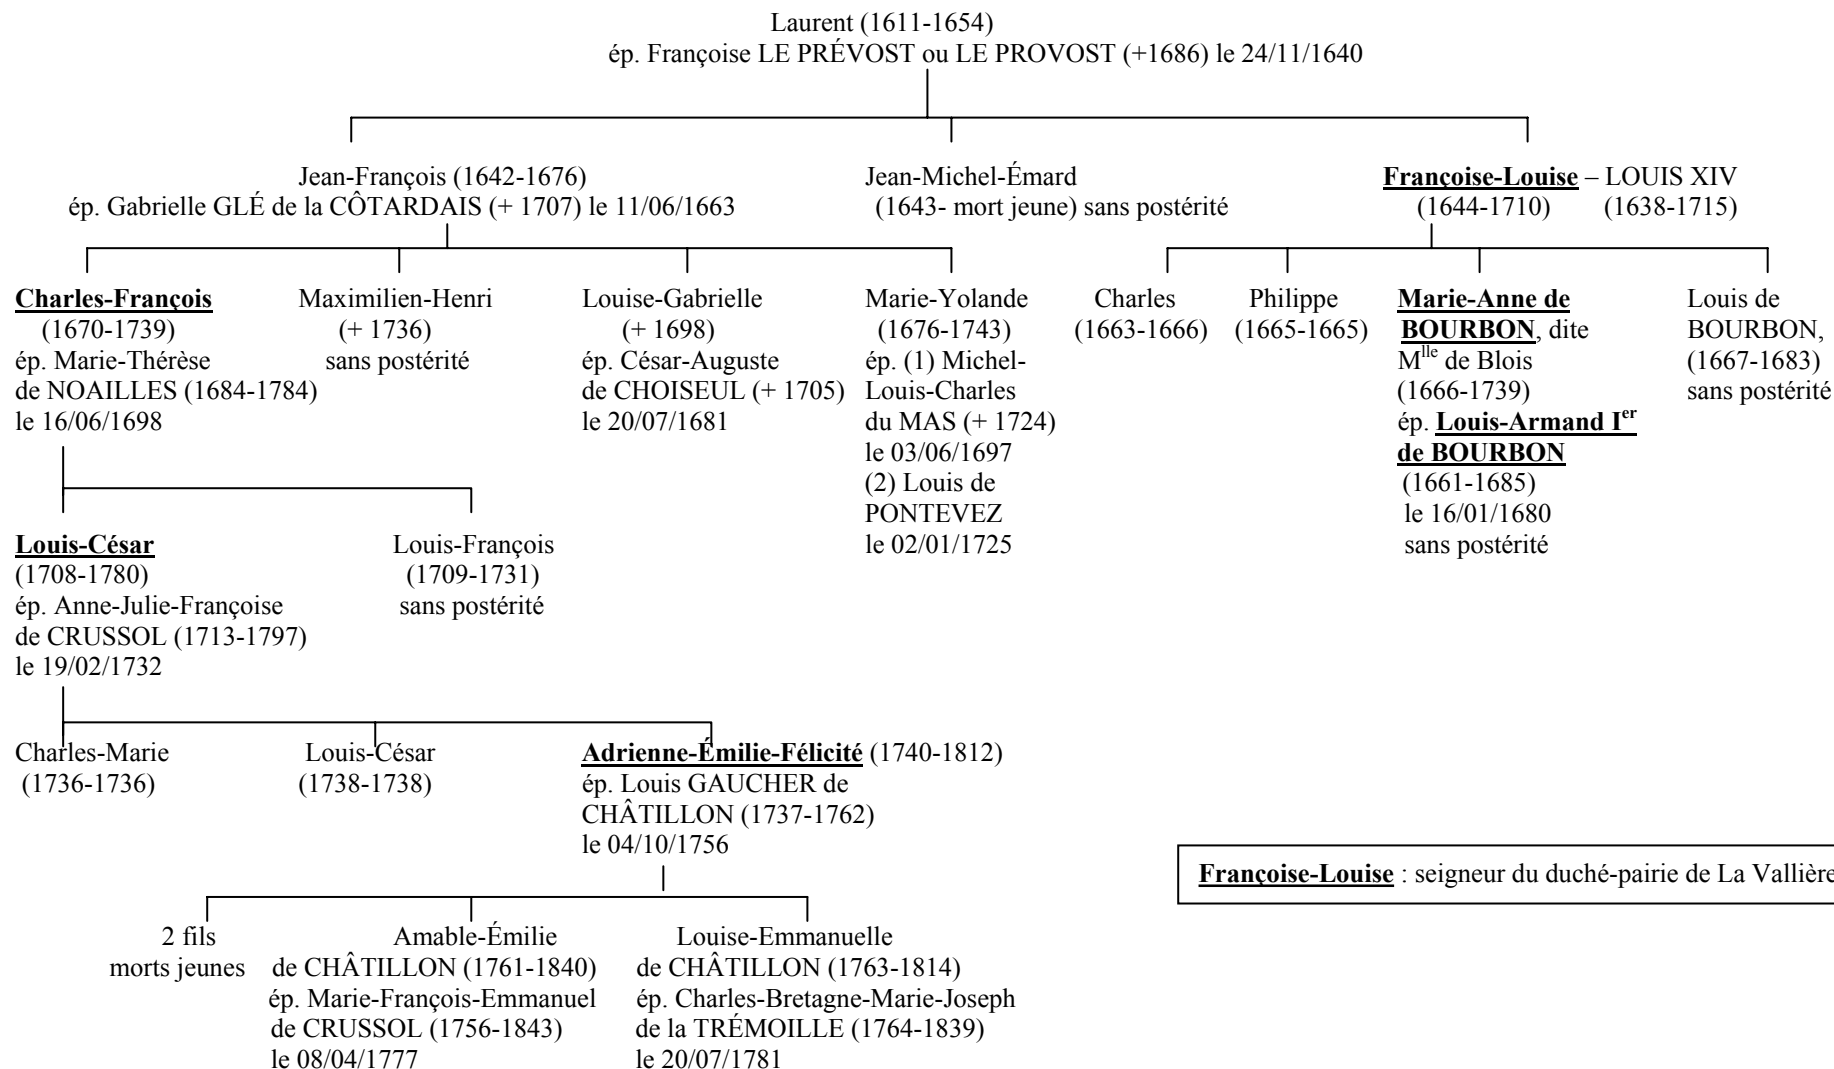 Laurent (1611-1654)
ép. Françoise LE PRÉVOST ou LE PROVOST (+1686) le 24/11/1640
Jean-François (1642-1676)
ép. Gabrielle GLÉ de la CÔTARDAIS (+ 1707) le 11/06/1663
Jean-Michel-Émard
(1643- mort jeune) sans postérité
Françoise-Louise – LOUIS XIV
(1644-1710) (1638-1715)
Charles-François
(1670-1739)
ép. Marie-Thérèse
de NOAILLES (1684-1784)
le 16/06/1698
Maximilien-Henri
(+ 1736)
sans postérité
Louise-Gabrielle
(+ 1698)
ép. César-Auguste
de CHOISEUL (+ 1705)
le 20/07/1681
Marie-Yolande
(1676-1743)
ép. (1) Michel-
Louis-Charles
du MAS (+ 1724)
le 03/06/1697
(2) Louis de
PONTEVEZ
le 02/01/1725
Charles
(1663-1666)
Philippe
(1665-1665)
Marie-Anne de
BOURBON, dite
Mlle de Blois
(1666-1739)
ép. Louis-Armand Ier
de BOURBON
(1661-1685)
le 16/01/1680
sans postérité
Louis de
BOURBON,
(1667-1683)
sans postérité
Louis-César
(1708-1780)
ép. Anne-Julie-Françoise
de CRUSSOL (1713-1797)
le 19/02/1732
Louis-François
(1709-1731)
sans postérité
Charles-Marie
(1736-1736)
Louis-César
(1738-1738)
Adrienne-Émilie-Félicité (1740-1812)
ép. Louis GAUCHER de
CHÂTILLON (1737-1762)
le 04/10/1756
Françoise-Louise : seigneur du duché-pairie de La Vallière
2 fils
morts jeunes
Amable-Émilie
de CHÂTILLON (1761-1840)
ép. Marie-François-Emmanuel
de CRUSSOL (1756-1843)
le 08/04/1777
Louise-Emmanuelle
de CHÂTILLON (1763-1814)
ép. Charles-Bretagne-Marie-Joseph
de la TRÉMOILLE (1764-1839)
le 20/07/1781